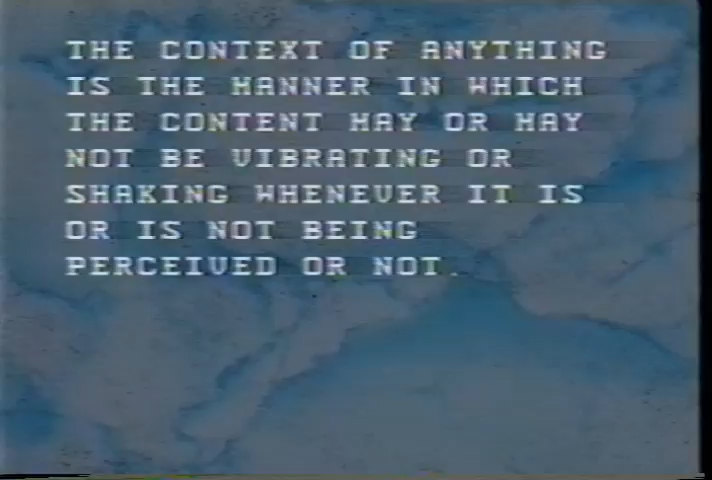 THE CONTEXT OF ANYTHING
IS THE MANNER IN WHICH
THE CONTENT MAY OR MAY
NOT BE VIBRATING OR
SHAKING WHENEVER IT IS
OR IS NOT BEING
PERCEIVED OR NOT.